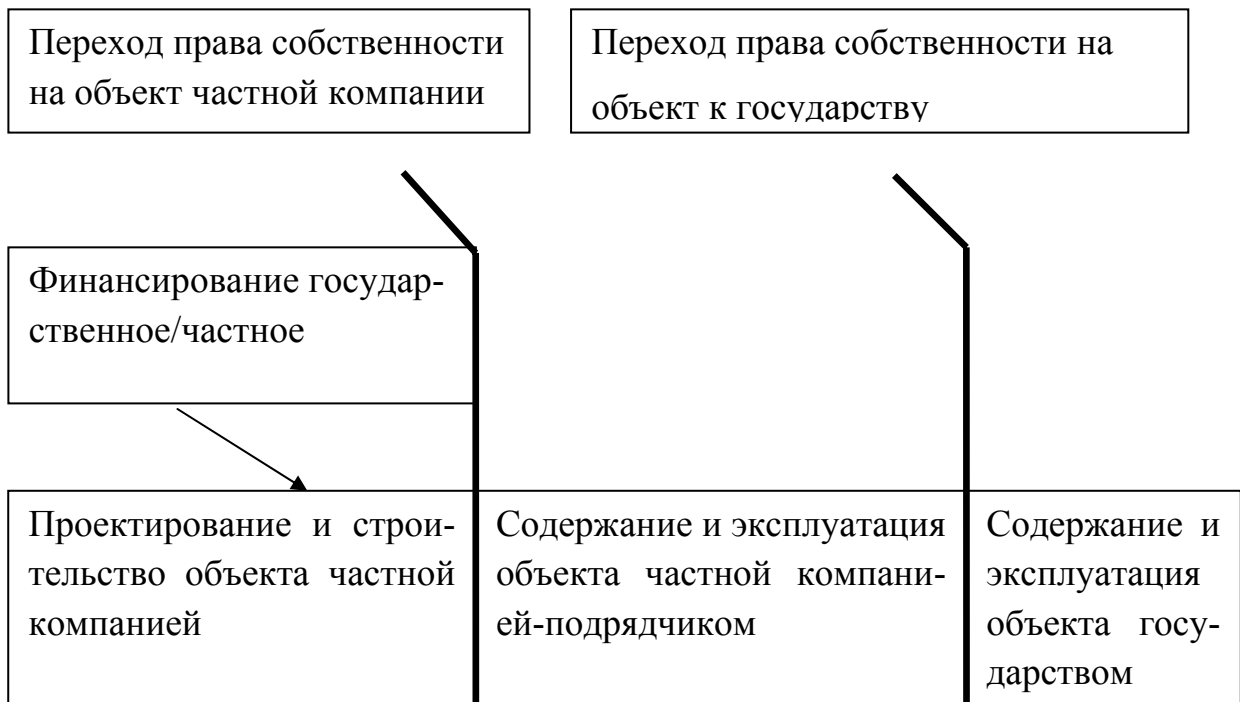 Переход права собственности
на объект частной компании
Переход права собственности на
объект к государству
Финансирование государ-
ственное/частное
Проектирование и строи-
тельство объекта частной
компанией
Содержание и эксплуатация
объекта частной компани-
ей-подрядчиком
Содержание и
эксплуатация
объекта госу-
дарством